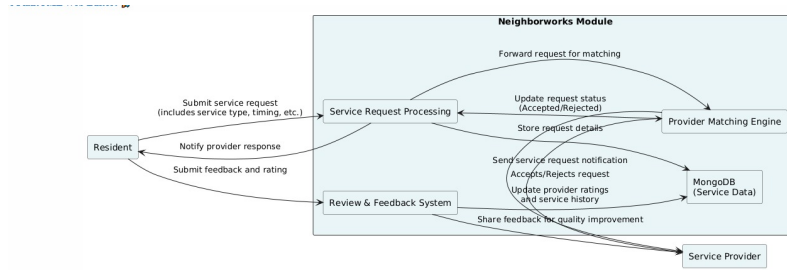 Neighborworks Module
Forward request for matching
Submit service request
(includes service type, timing, etc.)
Service Request Processing
Update request status
(Accepted/Rejected)
Provider Matching Engine
Store request details
Resident
Notify provider response
Send service request notification
Submit feedback and rating
Accepts/Rejects request
MongoDB
(Service Data)
Update provider ratings
and service history
Review & Feedback System
Share feedback for quality improvement
Service Provider